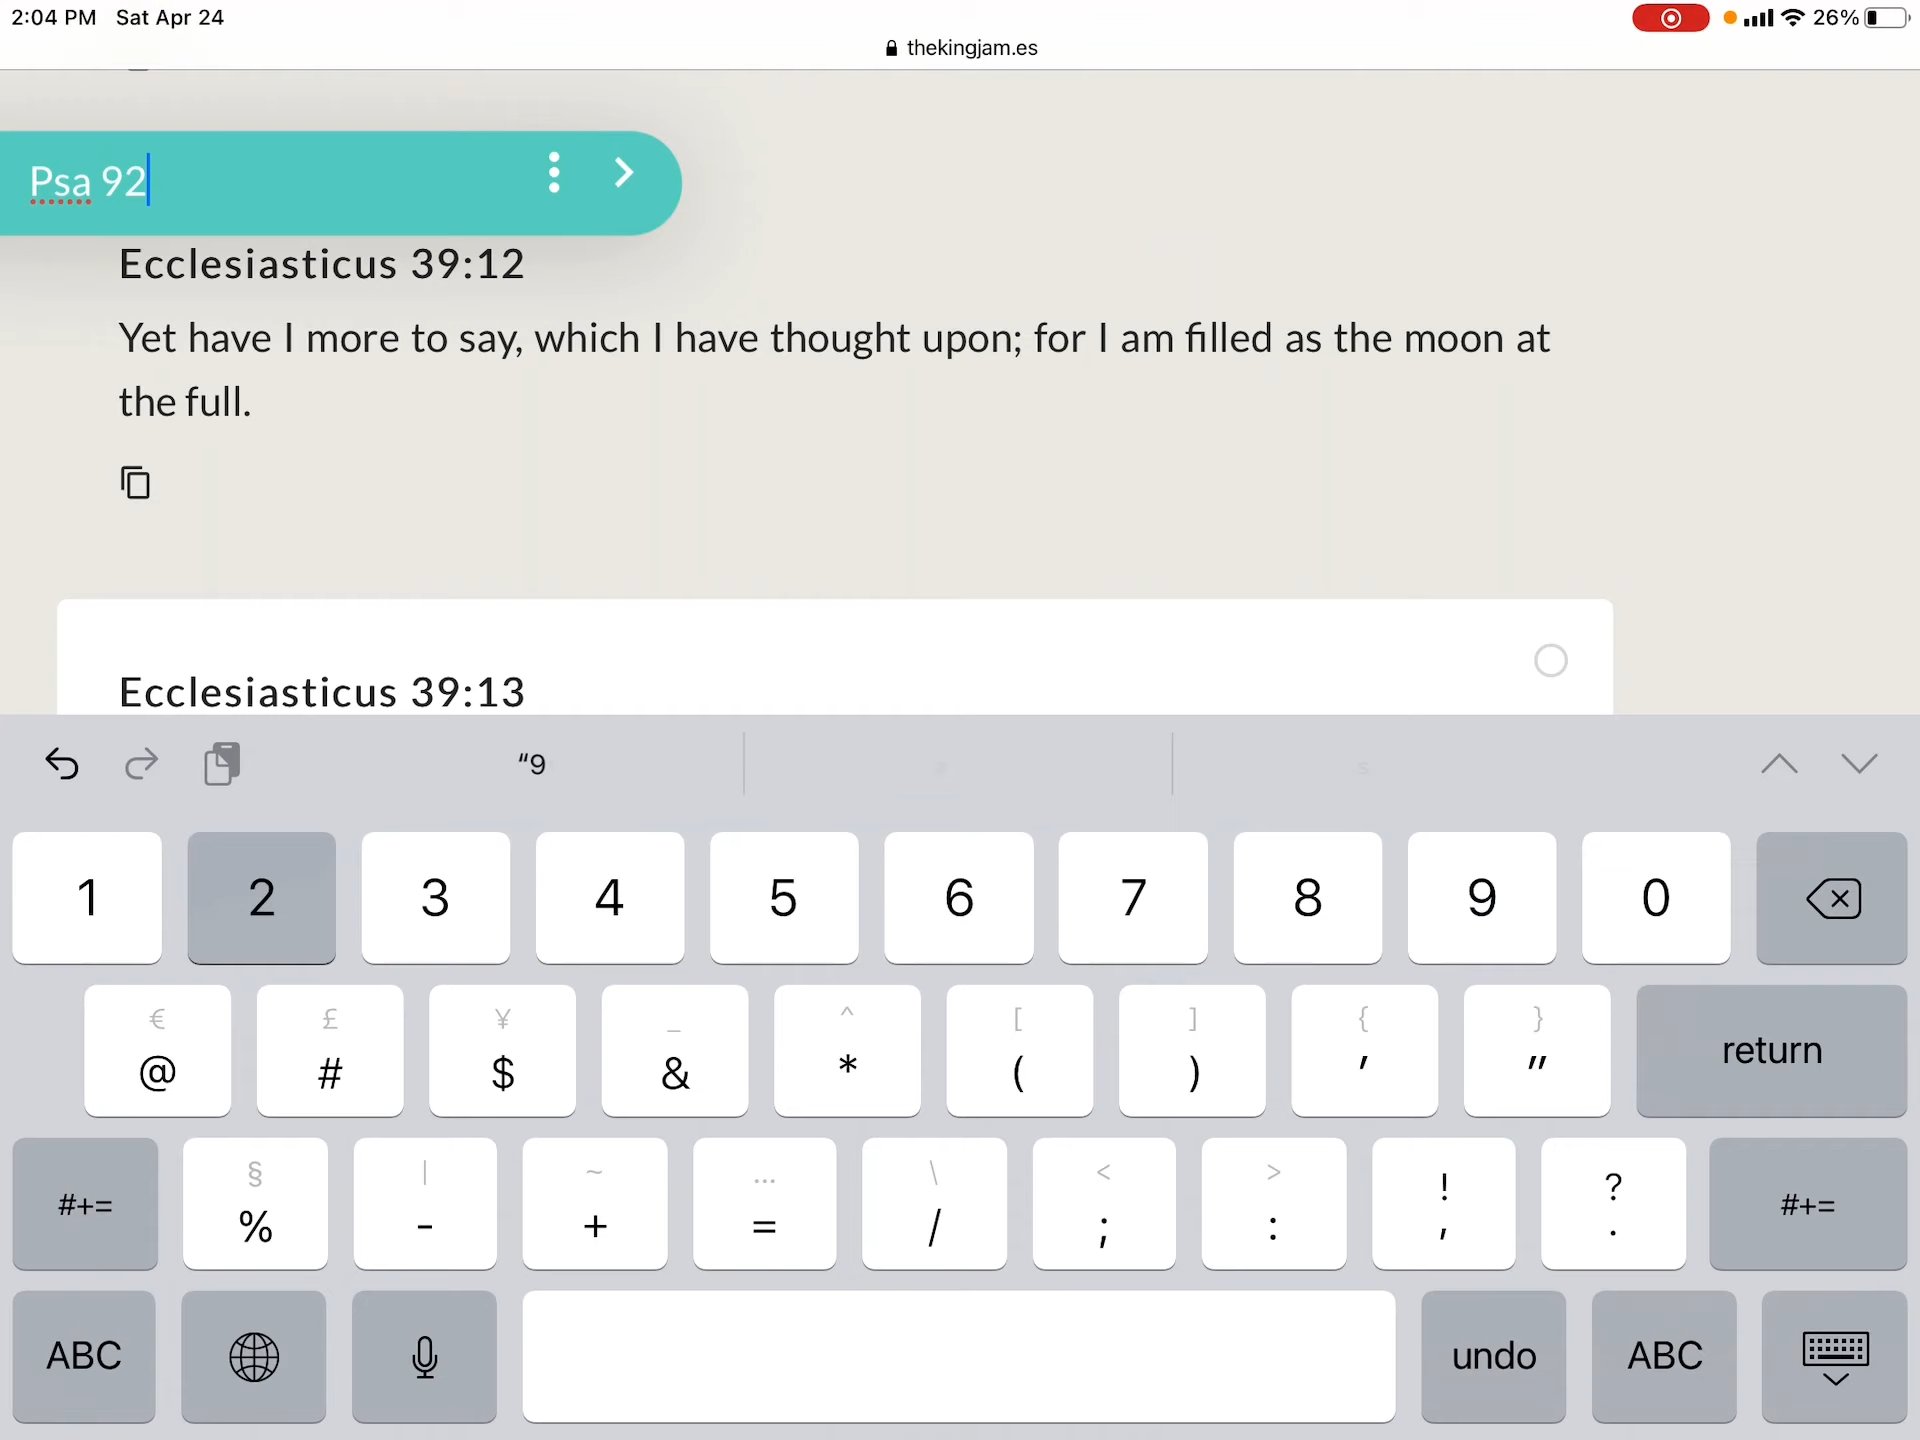 2:04 PM Sat Apr 24
26%
thekingjam.es
Psa 92
Ecclesiasticus 39:12
Yet have I more to say, which I have thought upon; for I am filled as the moon at
the full.
Ecclesiasticus 39:13
“9
1 2 3 4 5 6 7 8 9 0
€ £ ¥ _ ^ [ ] { }
@ # $ & * ( ) ' " return
§ | ~ … \ < > ! ?
#+= % - + = / ; : , . #+=
ABC undo ABC